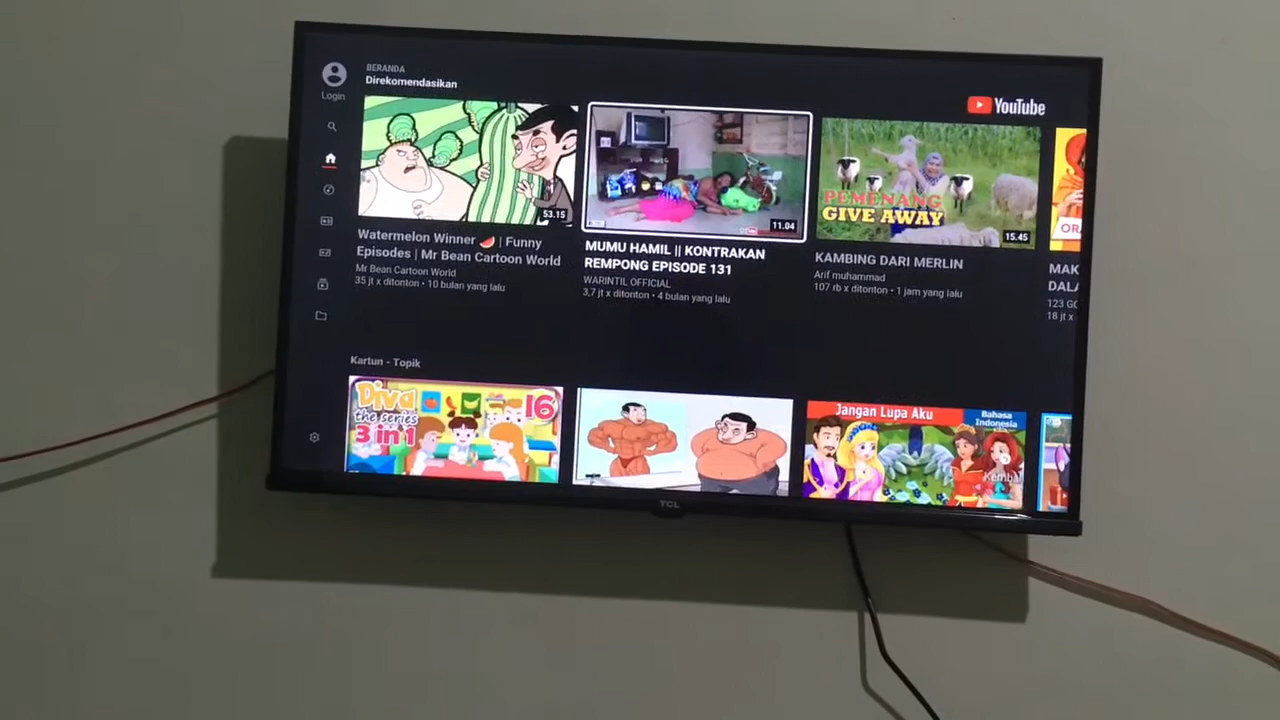 BERANDA
Direkomendasikan
Login
YouTube
53.15
11.04
PEMENANG
GIVE AWAY
15.45
Watermelon Winner 🍉 | Funny
Episodes | Mr Bean Cartoon World
Mr Bean Cartoon World
35 jt x ditonton • 10 bulan yang lalu
MUMU HAMIL || KONTRAKAN
REMPONG EPISODE 131
WARINTIL OFFICIAL
3,7 jt x ditonton • 4 bulan yang lalu
KAMBING DARI MERLIN
Arif muhammad
107 rb x ditonton • 1 jam yang lalu
MAK
DALA
123 GO
18 jt x
Kartun - Topik
Diva
the series
3 in 1
16
Jangan Lupa Aku
Bahasa
Indonesia
Kembal
TCL